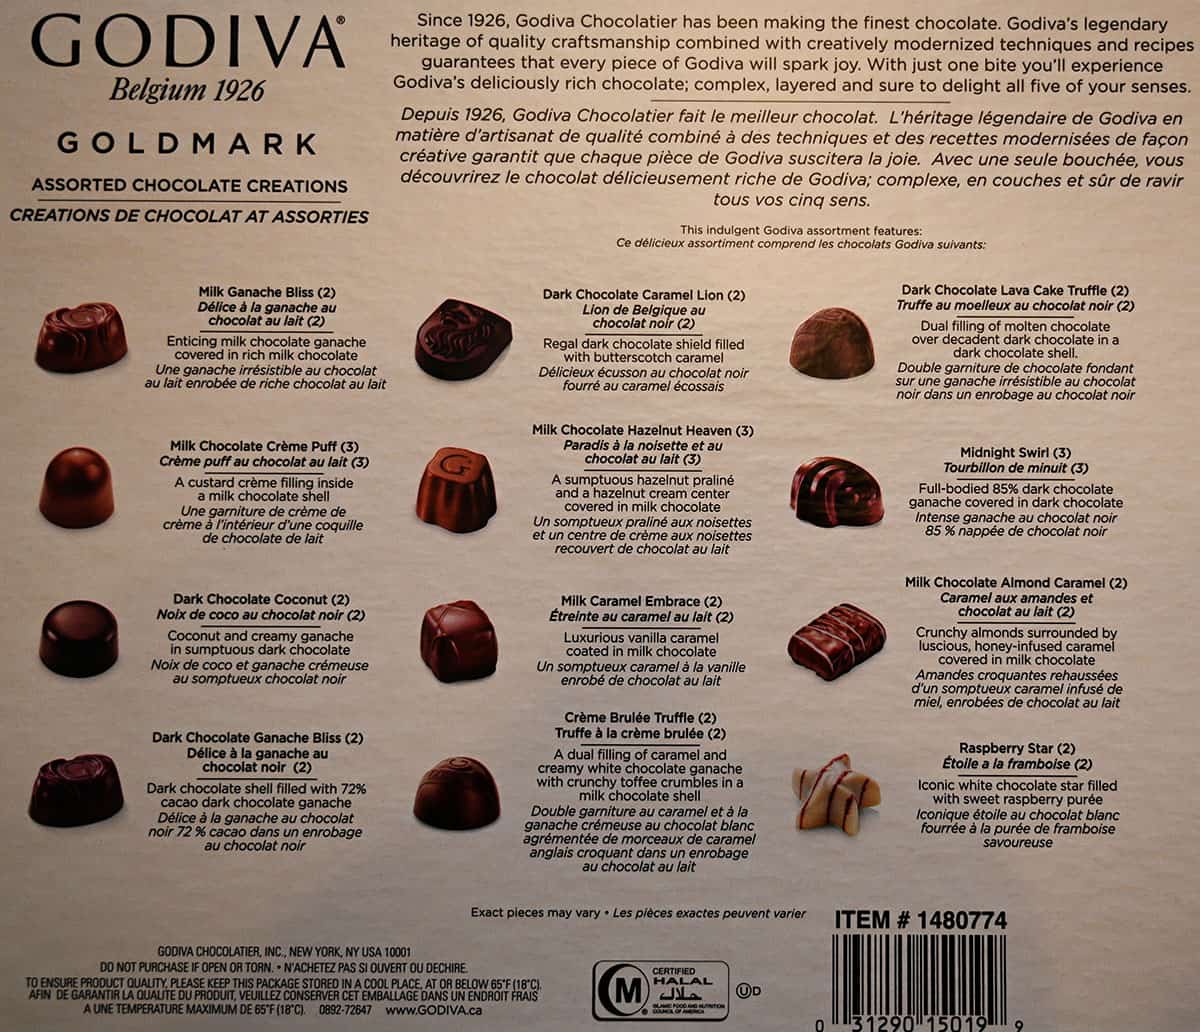 GODIVA®
Belgium 1926
GOLDMARK
ASSORTED CHOCOLATE CREATIONS
CREATIONS DE CHOCOLAT AT ASSORTIES
Since 1926, Godiva Chocolatier has been making the finest chocolate. Godiva's legendary
heritage of quality craftsmanship combined with creatively modernized techniques and recipes
guarantees that every piece of Godiva will spark joy. With just one bite you'll experience
Godiva's deliciously rich chocolate; complex, layered and sure to delight all five of your senses.
Depuis 1926, Godiva Chocolatier fait le meilleur chocolat. L'héritage légendaire de Godiva en
matière d'artisanat de qualité combiné à des techniques et des recettes modernisées de façon
créative garantit que chaque pièce de Godiva suscitera la joie. Avec une seule bouchée, vous
découvrirez le chocolat délicieusement riche de Godiva; complexe, en couches et sûr de ravir
tous vos cinq sens.
This indulgent Godiva assortment features:
Ce délicieux assortiment comprend les chocolats Godiva suivants:
Milk Ganache Bliss (2)
Délice à la ganache au
chocolat au lait (2)
Enticing milk chocolate ganache
covered in rich milk chocolate
Une ganache irrésistible au chocolat
au lait enrobée de riche chocolat au lait
Dark Chocolate Caramel Lion (2)
Lion de Belgique au
chocolat noir (2)
Regal dark chocolate shield filled
with butterscotch caramel
Délicieux écusson au chocolat noir
fourré au caramel écossais
Dark Chocolate Lava Cake Truffle (2)
Truffe au moelleux au chocolat noir (2)
Dual filling of molten chocolate
over decadent dark chocolate in a
dark chocolate shell.
Double garniture de chocolate fondant
sur une ganache irrésistible au chocolat
noir dans un enrobage au chocolat noir
Milk Chocolate Crème Puff (3)
Crème puff au chocolat au lait (3)
A custard crème filling inside
a milk chocolate shell
Une garniture de crème de
crème à l'intérieur d'une coquille
de chocolate de lait
Milk Chocolate Hazelnut Heaven (3)
Paradis à la noisette et au
chocolat au lait (3)
A sumptuous hazelnut praliné
and a hazelnut cream center
covered in milk chocolate
Un somptueux praliné aux noisettes
et un centre de crème aux noisettes
recouvert de chocolat au lait
Midnight Swirl (3)
Tourbillon de minuit (3)
Full-bodied 85% dark chocolate
ganache covered in dark chocolate
Intense ganache au chocolat noir
85 % nappée de chocolat noir
Dark Chocolate Coconut (2)
Noix de coco au chocolat noir (2)
Coconut and creamy ganache
in sumptuous dark chocolate
Noix de coco et ganache crémeuse
au somptueux chocolat noir
Milk Caramel Embrace (2)
Étreinte au caramel au lait (2)
Luxurious vanilla caramel
coated in milk chocolate
Un somptueux caramel à la vanille
enrobé de chocolat au lait
Milk Chocolate Almond Caramel (2)
Caramel aux amandes et
chocolat au lait (2)
Crunchy almonds surrounded by
luscious, honey-infused caramel
covered in milk chocolate
Amandes croquantes rehaussées
d'un somptueux caramel infusé de
miel, enrobées de chocolat au lait
Dark Chocolate Ganache Bliss (2)
Délice à la ganache au
chocolat noir (2)
Dark chocolate shell filled with 72%
cacao dark chocolate ganache
Délice à la ganache au chocolat
noir 72 % cacao dans un enrobage
au chocolat noir
Crème Brulée Truffle (2)
Truffe à la crème brulée (2)
A dual filling of caramel and
creamy white chocolate ganache
with crunchy toffee crumbles in a
milk chocolate shell
Double garniture au caramel et à la
ganache crémeuse au chocolat blanc
agrémentée de morceaux de caramel
anglais croquant dans un enrobage
au chocolat au lait
Raspberry Star (2)
Étoile a la framboise (2)
Iconic white chocolate star filled
with sweet raspberry purée
Iconique étoile au chocolat blanc
fourrée à la purée de framboise
savoureuse
Exact pieces may vary • Les pièces exactes peuvent varier
ITEM # 1480774
GODIVA CHOCOLATIER, INC., NEW YORK, NY USA 10001
DO NOT PURCHASE IF OPEN OR TORN. • N'ACHETEZ PAS SI OUVERT OU DECHIRE.
TO ENSURE PRODUCT QUALITY, PLEASE KEEP THIS PACKAGE STORED IN A COOL PLACE, AT OR BELOW 65°F (18°C).
AFIN DE GARANTIR LA QUALITE DU PRODUIT, VEUILLEZ CONSERVER CET EMBALLAGE DANS UN ENDROIT FRAIS
A UNE TEMPERATURE MAXIMUM DE 65°F (18°C). 0892-72647 www.GODIVA.ca
M
CERTIFIED
HALAL
حلال
ISLAMIC FOOD AND NUTRITION
COUNCIL OF AMERICA
UD
0 31290 15019 9